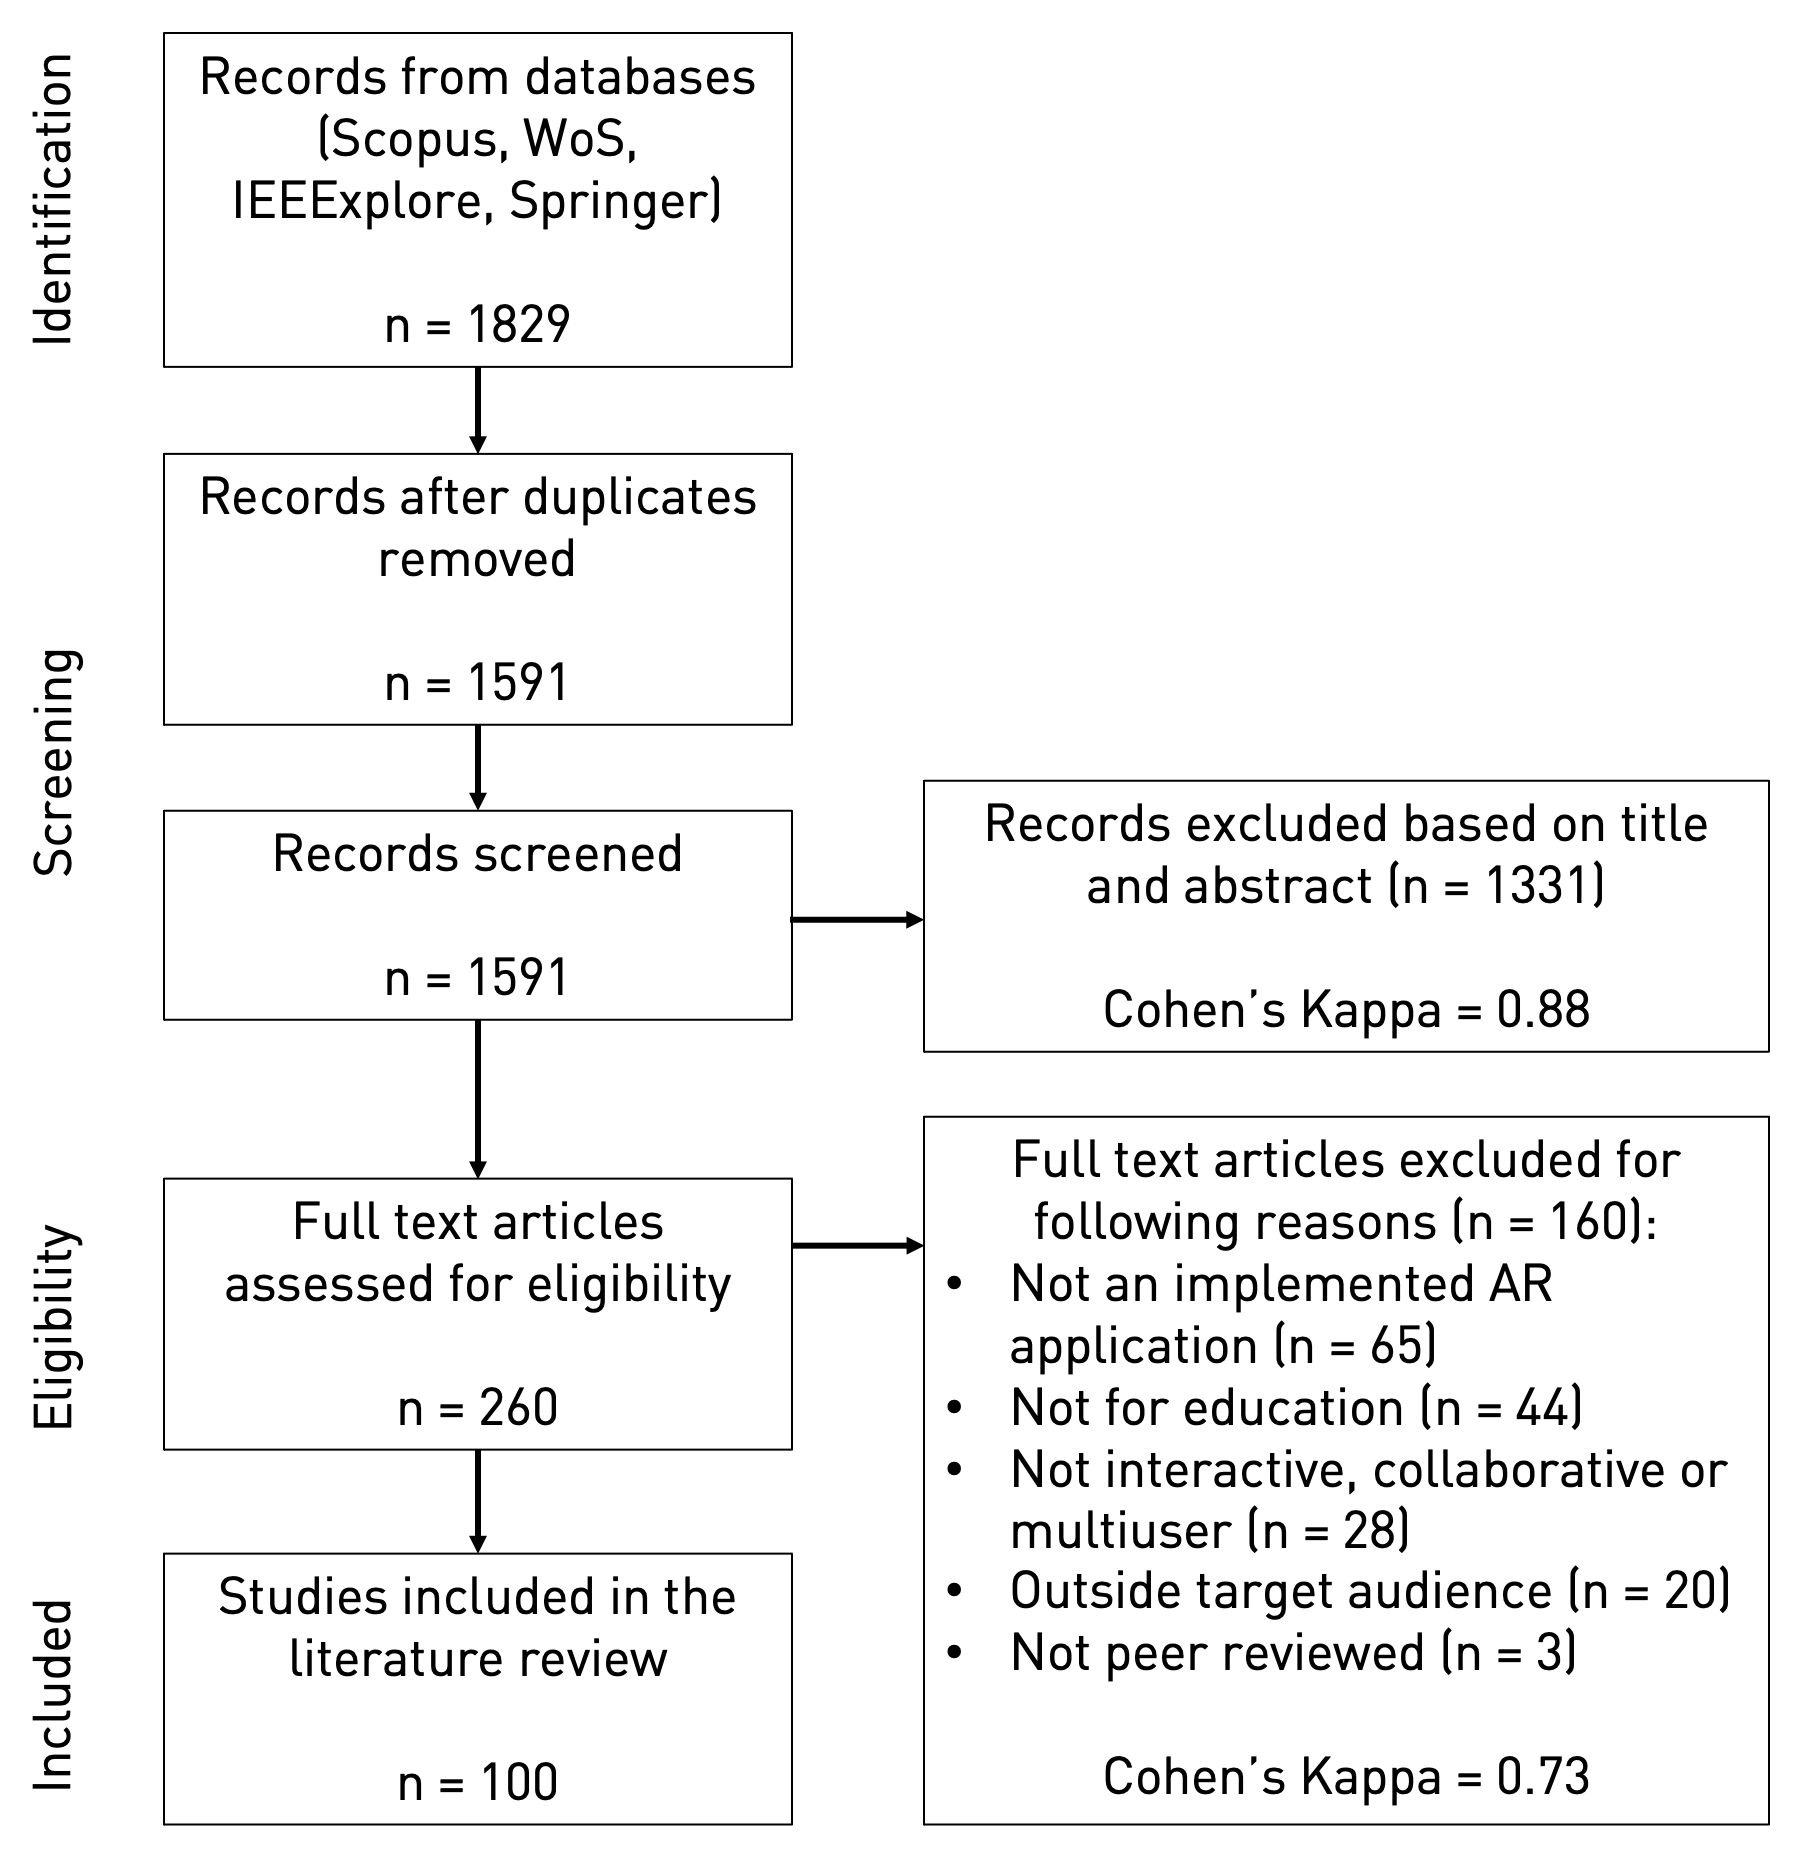 Identification
Records from databases
(Scopus, WoS,
IEEExplore, Springer)
n = 1829
Screening
Records after duplicates
removed
n = 1591
Records screened
n = 1591
Records excluded based on title
and abstract (n = 1331)
Cohen’s Kappa = 0.88
Eligibility
Full text articles
assessed for eligibility
n = 260
Full text articles excluded for
following reasons (n = 160):
• Not an implemented AR
application (n = 65)
• Not for education (n = 44)
• Not interactive, collaborative or
multiuser (n = 28)
• Outside target audience (n = 20)
• Not peer reviewed (n = 3)
Cohen’s Kappa = 0.73
Included
Studies included in the
literature review
n = 100